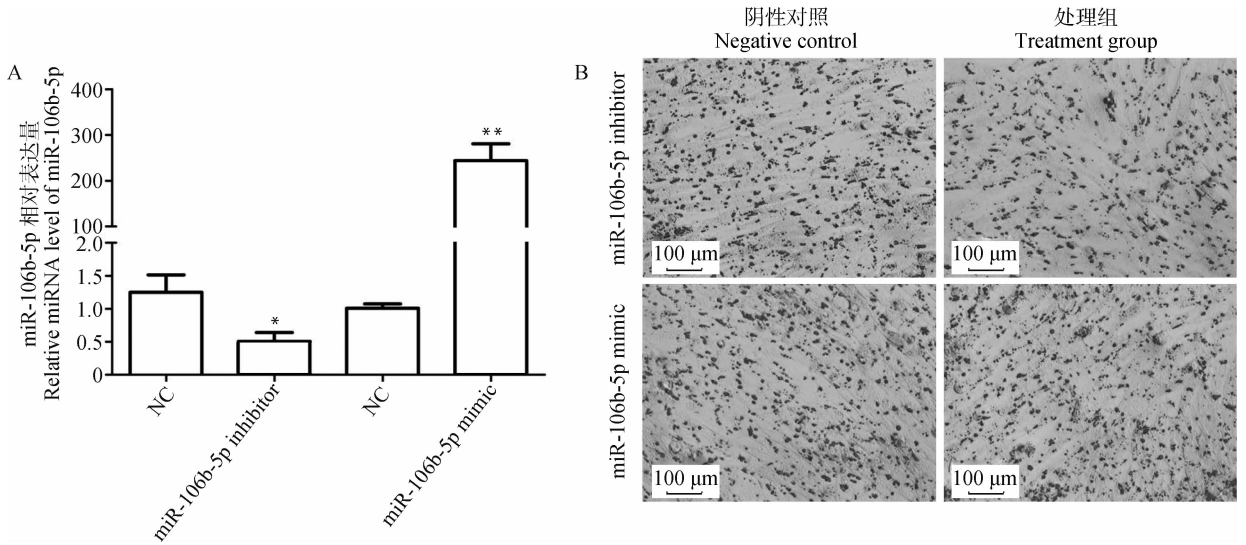 A
miR-106b-5p 相对表达量
Relative miRNA level of miR-106b-5p
400
300
200
100
2.0
1.5
1.0
0.5
0
*
**
NC
miR-106b-5p inhibitor
NC
miR-106b-5p mimic
B
阴性对照
Negative control
处理组
Treatment group
miR-106b-5p inhibitor
100 μm
100 μm
miR-106b-5p mimic
100 μm
100 μm